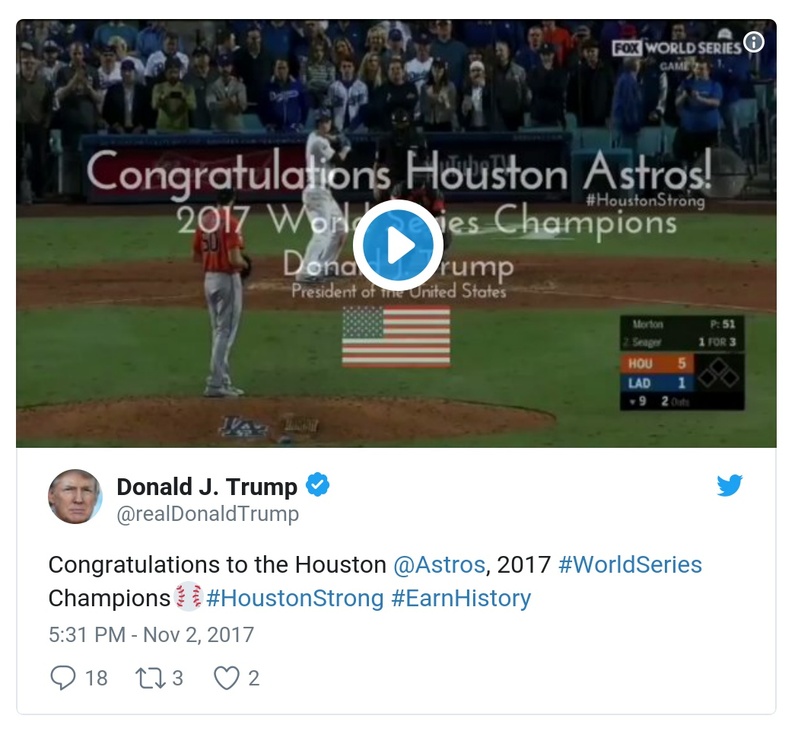 FOX WORLD SERIES
GAME
Congratulations Houston Astros!
#HoustonStrong
2017 World Series Champions
Donald J. Trump
President of the United States
50
Morton P: 51
2. Seager 1 FOR 3
HOU 5
LAD 1
▼ 9 2 Outs
LA
Donald J. Trump
@realDonaldTrump
Congratulations to the Houston @Astros, 2017 #WorldSeries
Champions⚾#HoustonStrong #EarnHistory
5:31 PM - Nov 2, 2017
18 3 2